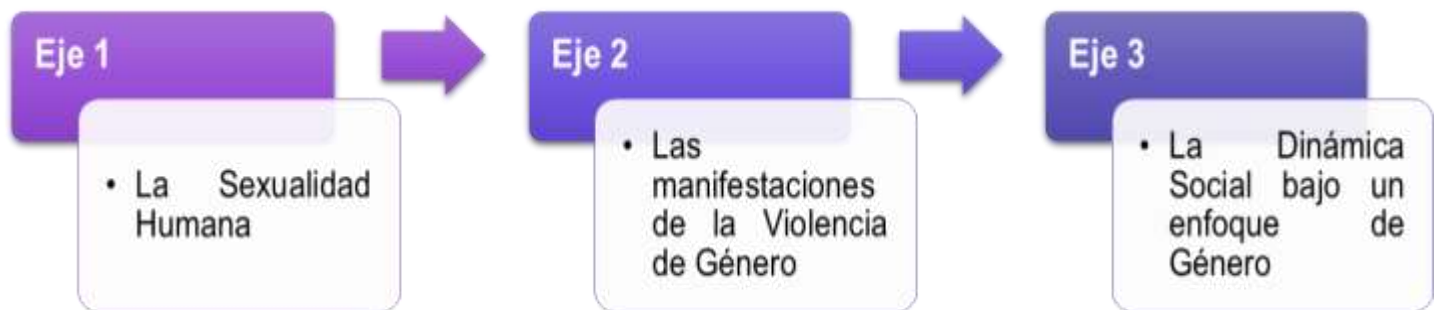 Eje 1
• La Sexualidad
Humana
Eje 2
• Las
manifestaciones
de la Violencia
de Género
Eje 3
• La Dinámica
Social bajo un
enfoque de
Género